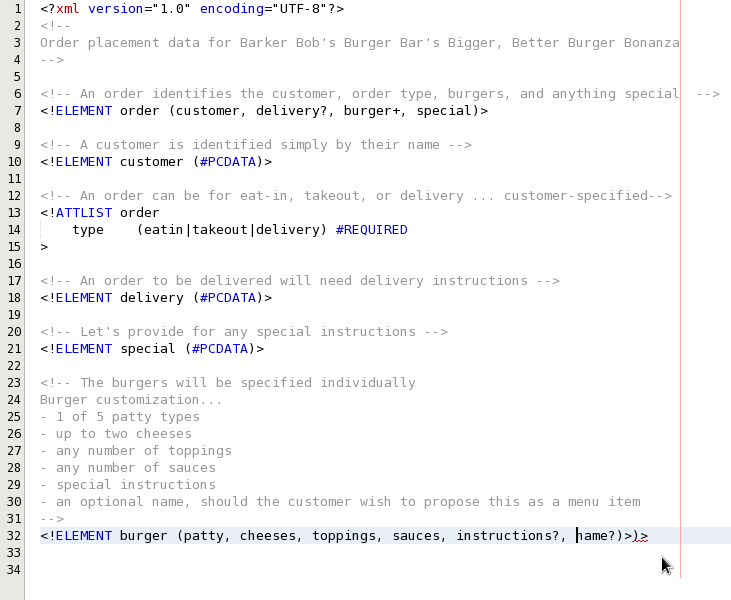 1 <?xml version="1.0" encoding="UTF-8"?>
2 <!--
3 Order placement data for Barker Bob's Burger Bar's Bigger, Better Burger Bonanza
4 -->
5
6 <!-- An order identifies the customer, order type, burgers, and anything special  -->
7 <!ELEMENT order (customer, delivery?, burger+, special)>
8
9 <!-- A customer is identified simply by their name -->
10 <!ELEMENT customer (#PCDATA)>
11
12 <!-- An order can be for eat-in, takeout, or delivery ... customer-specified-->
13 <!ATTLIST order
14     type    (eatin|takeout|delivery) #REQUIRED
15 >
16
17 <!-- An order to be delivered will need delivery instructions -->
18 <!ELEMENT delivery (#PCDATA)>
19
20 <!-- Let's provide for any special instructions -->
21 <!ELEMENT special (#PCDATA)>
22
23 <!-- The burgers will be specified individually
24 Burger customization...
25 - 1 of 5 patty types
26 - up to two cheeses
27 - any number of toppings
28 - any number of sauces
29 - special instructions
30 - an optional name, should the customer wish to propose this as a menu item
31 -->
32 <!ELEMENT burger (patty, cheeses, toppings, sauces, instructions?, name?)>)>
33
34